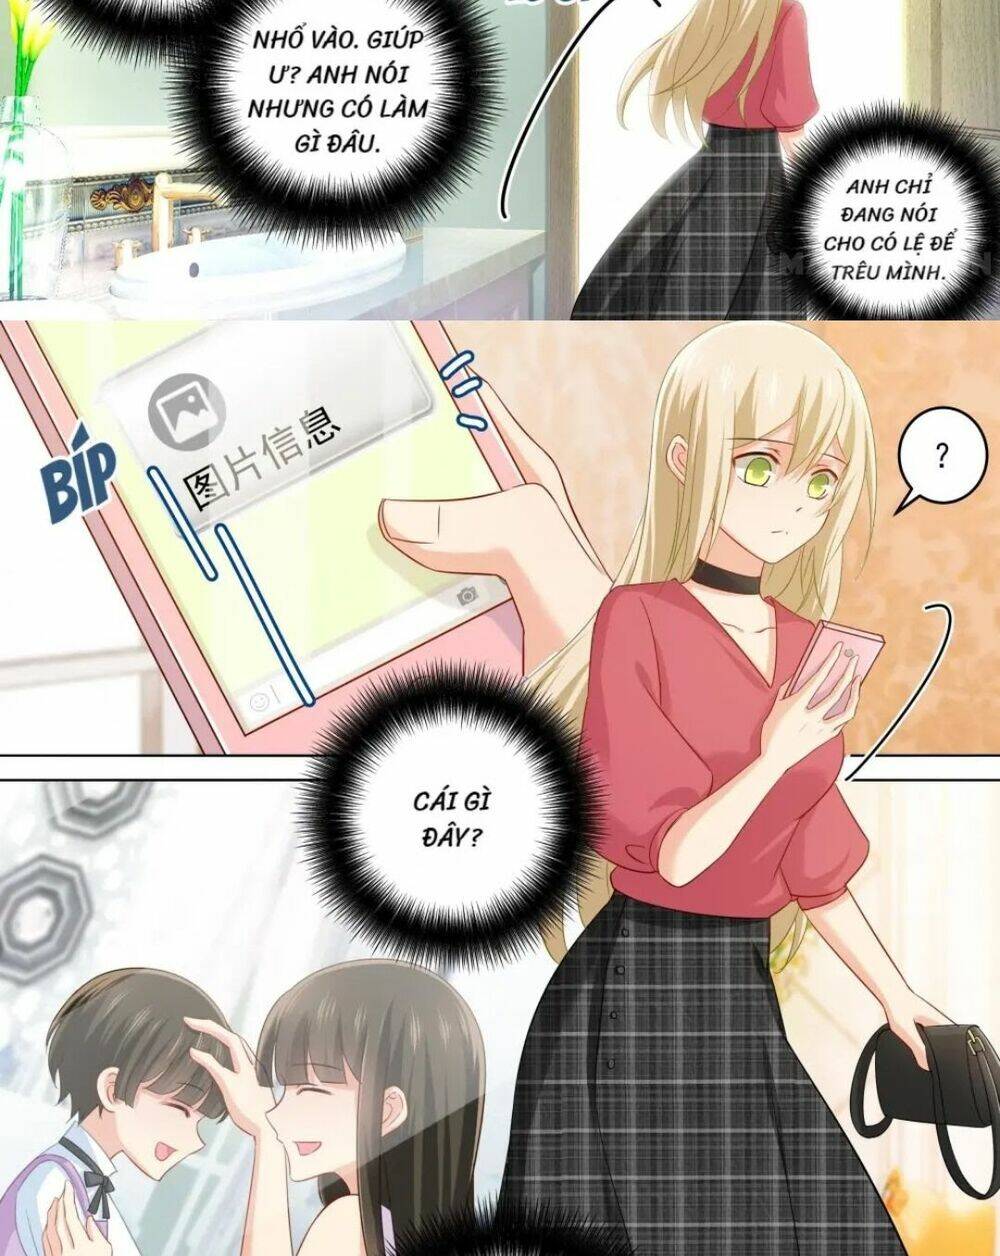 NHỔ VÀO. GIÚP
Ư? ANH NÓI
NHƯNG CÓ LÀM
GÌ ĐÂU.
ANH CHỈ
ĐANG NÓI
CHO CÓ LỆ ĐỂ
TRÊU MÌNH.
BÍP
图片信息
?
CÁI GÌ
ĐÂY?